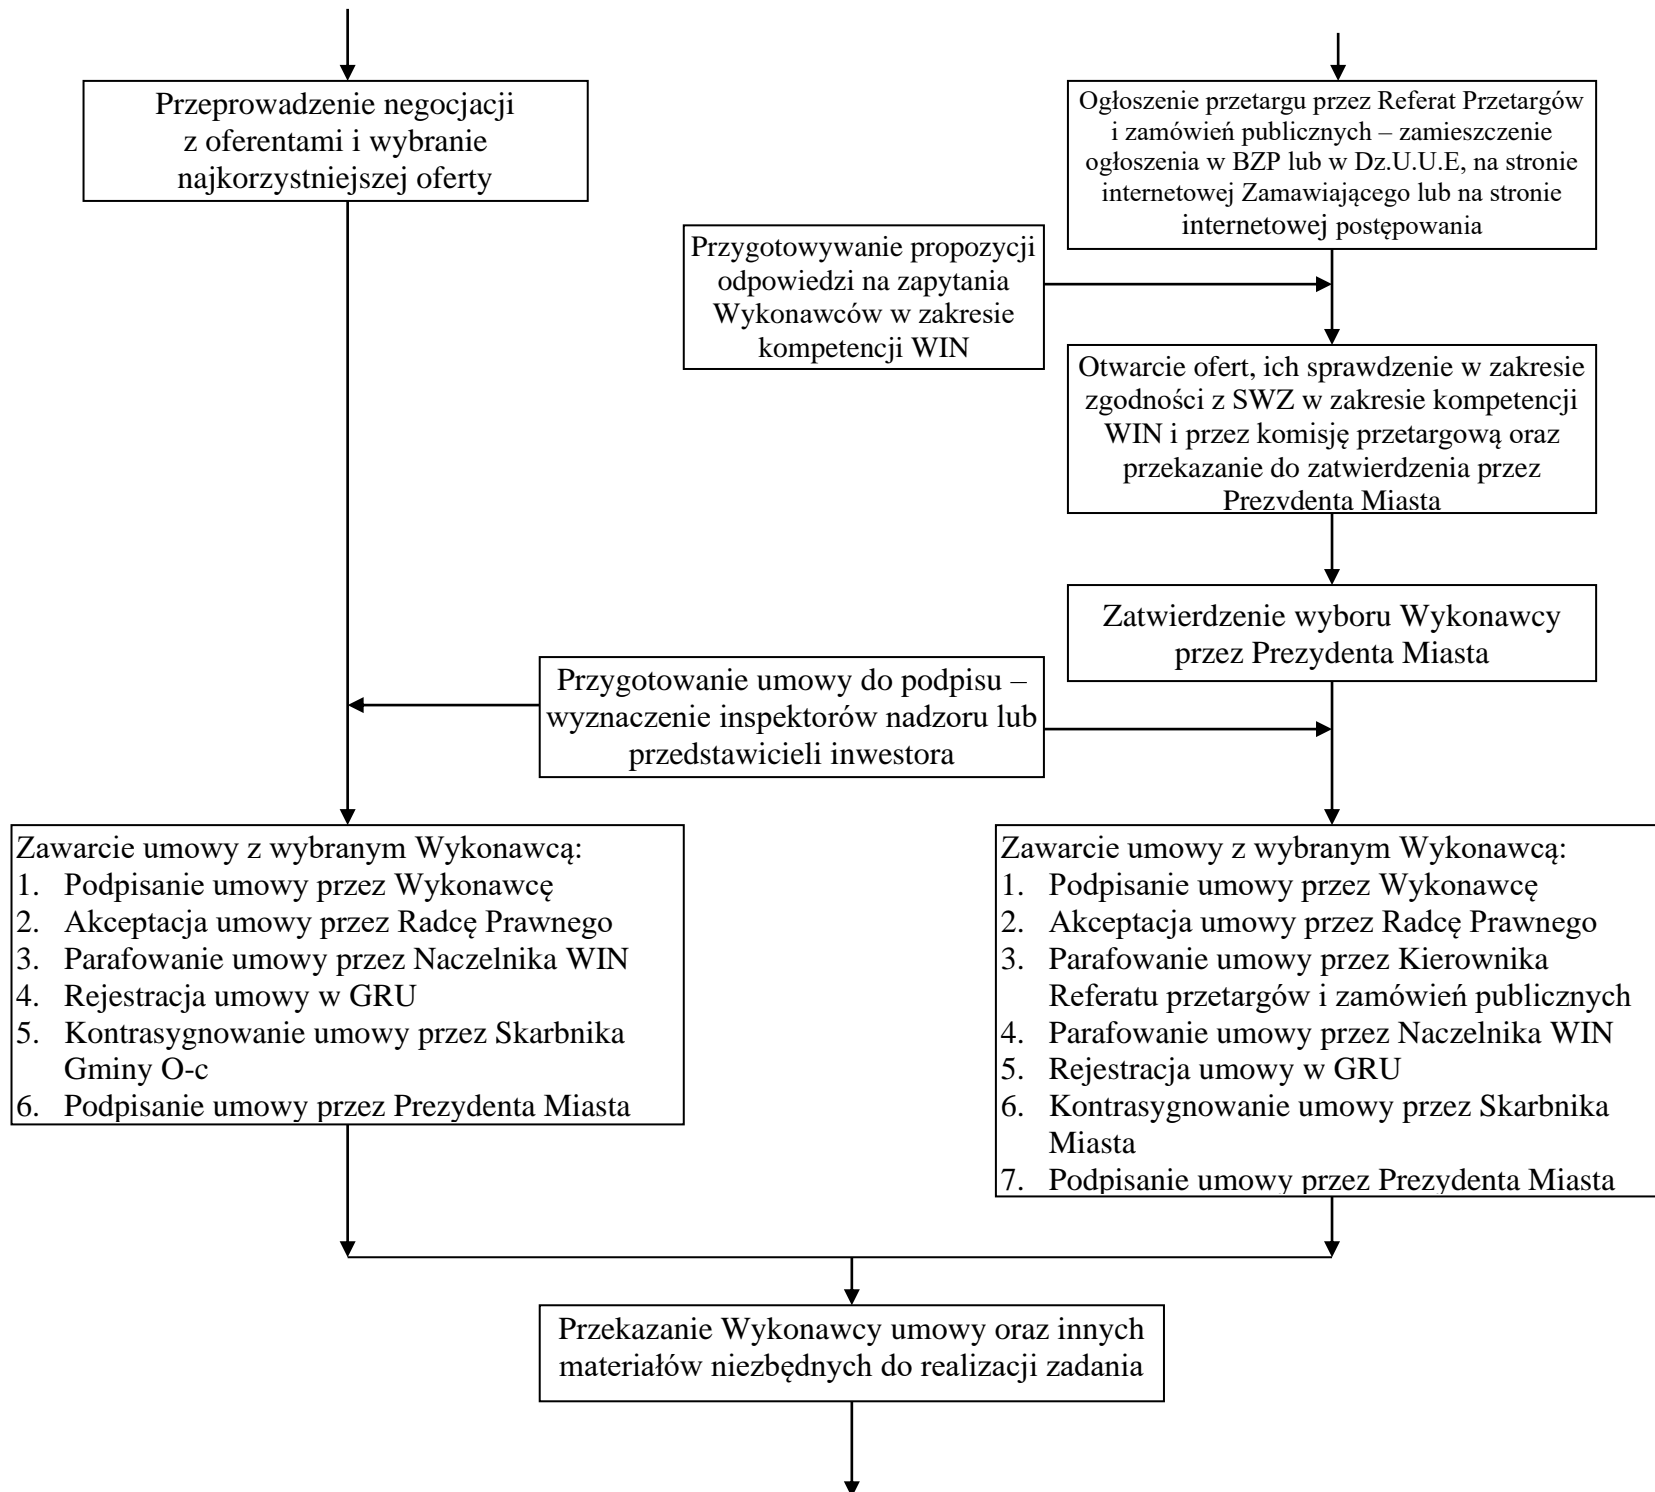 Przeprowadzenie negocjacji
z oferentami i wybranie
najkorzystniejszej oferty
Ogłoszenie przetargu przez Referat Przetargów
i zamówień publicznych – zamieszczenie
ogłoszenia w BZP lub w Dz.U.U.E, na stronie
internetowej Zamawiającego lub na stronie
internetowej postępowania
Przygotowywanie propozycji
odpowiedzi na zapytania
Wykonawców w zakresie
kompetencji WIN
Otwarcie ofert, ich sprawdzenie w zakresie
zgodności z SWZ w zakresie kompetencji
WIN i przez komisję przetargową oraz
przekazanie do zatwierdzenia przez
Prezydenta Miasta
Zatwierdzenie wyboru Wykonawcy
przez Prezydenta Miasta
Przygotowanie umowy do podpisu –
wyznaczenie inspektorów nadzoru lub
przedstawicieli inwestora
Zawarcie umowy z wybranym Wykonawcą:
1. Podpisanie umowy przez Wykonawcę
2. Akceptacja umowy przez Radcę Prawnego
3. Parafowanie umowy przez Naczelnika WIN
4. Rejestracja umowy w GRU
5. Kontrasygnowanie umowy przez Skarbnika
Gminy O-c
6. Podpisanie umowy przez Prezydenta Miasta
Zawarcie umowy z wybranym Wykonawcą:
1. Podpisanie umowy przez Wykonawcę
2. Akceptacja umowy przez Radcę Prawnego
3. Parafowanie umowy przez Kierownika
Referatu przetargów i zamówień publicznych
4. Parafowanie umowy przez Naczelnika WIN
5. Rejestracja umowy w GRU
6. Kontrasygnowanie umowy przez Skarbnika
Miasta
7. Podpisanie umowy przez Prezydenta Miasta
Przekazanie Wykonawcy umowy oraz innych
materiałów niezbędnych do realizacji zadania